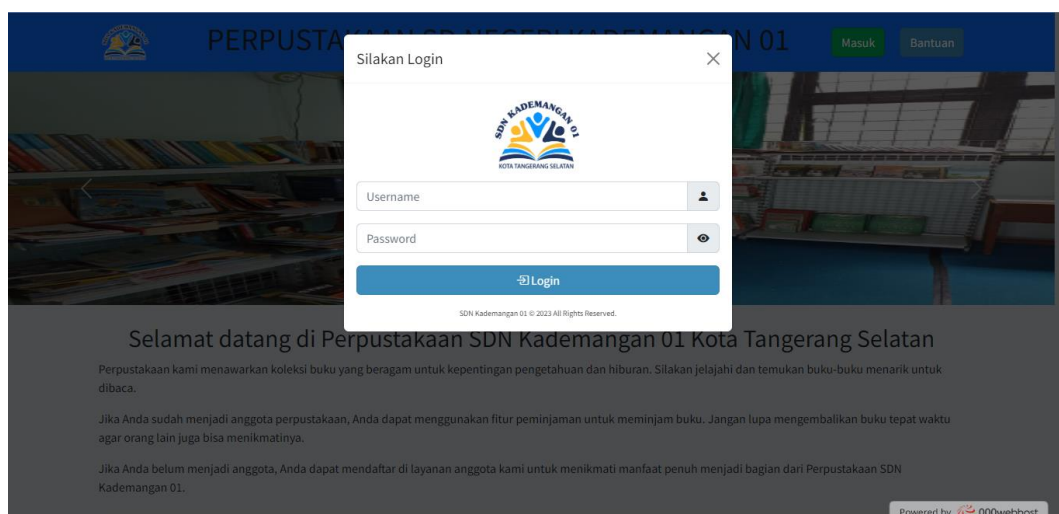 PERPUSTAKAAN SD NEGERI KADEMANGAN 01
Masuk
Bantuan
Silakan Login
SDN KADEMANGAN 01
KOTA TANGERANG SELATAN
Username
Password
Login
SDN Kademangan 01 © 2023 All Rights Reserved.
Selamat datang di Perpustakaan SDN Kademangan 01 Kota Tangerang Selatan
Perpustakaan kami menawarkan koleksi buku yang beragam untuk kepentingan pengetahuan dan hiburan. Silakan jelajahi dan temukan buku-buku menarik untuk
dibaca.
Jika Anda sudah menjadi anggota perpustakaan, Anda dapat menggunakan fitur peminjaman untuk meminjam buku. Jangan lupa mengembalikan buku tepat waktu
agar orang lain juga bisa menikmatinya.
Jika Anda belum menjadi anggota, Anda dapat mendaftar di layanan anggota kami untuk menikmati manfaat penuh menjadi bagian dari Perpustakaan SDN
Kademangan 01.
Powered by 000webhost